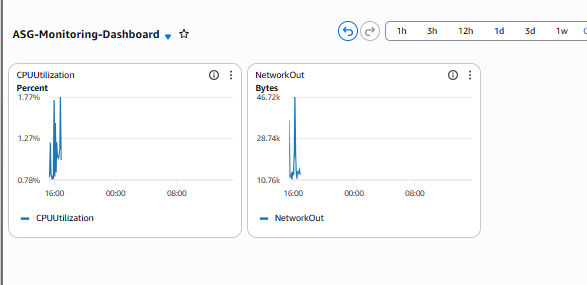 ASG-Monitoring-Dashboard
1h 3h 12h 1d 3d 1w
CPUUtilization
Percent
1.77%
1.27%
0.78%
16:00 00:00 08:00
CPUUtilization
NetworkOut
Bytes
46.72k
28.74k
10.76k
16:00 00:00 08:00
NetworkOut